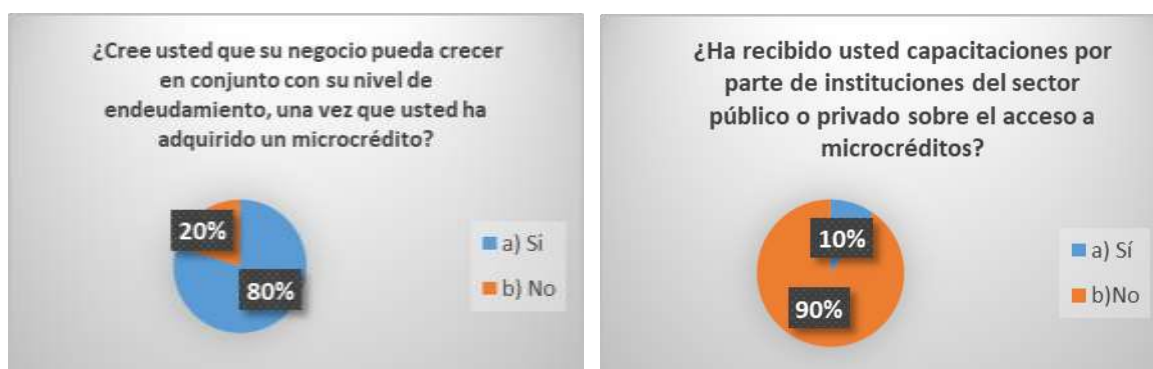 ¿Cree usted que su negocio pueda crecer
en conjunto con su nivel de
endeudamiento, una vez que usted ha
adquirido un microcrédito?
20%
80%
a) Si
b) No
¿Ha recibido usted capacitaciones por
parte de instituciones del sector
público o privado sobre el acceso a
microcréditos?
10%
90%
a) Sí
b)No